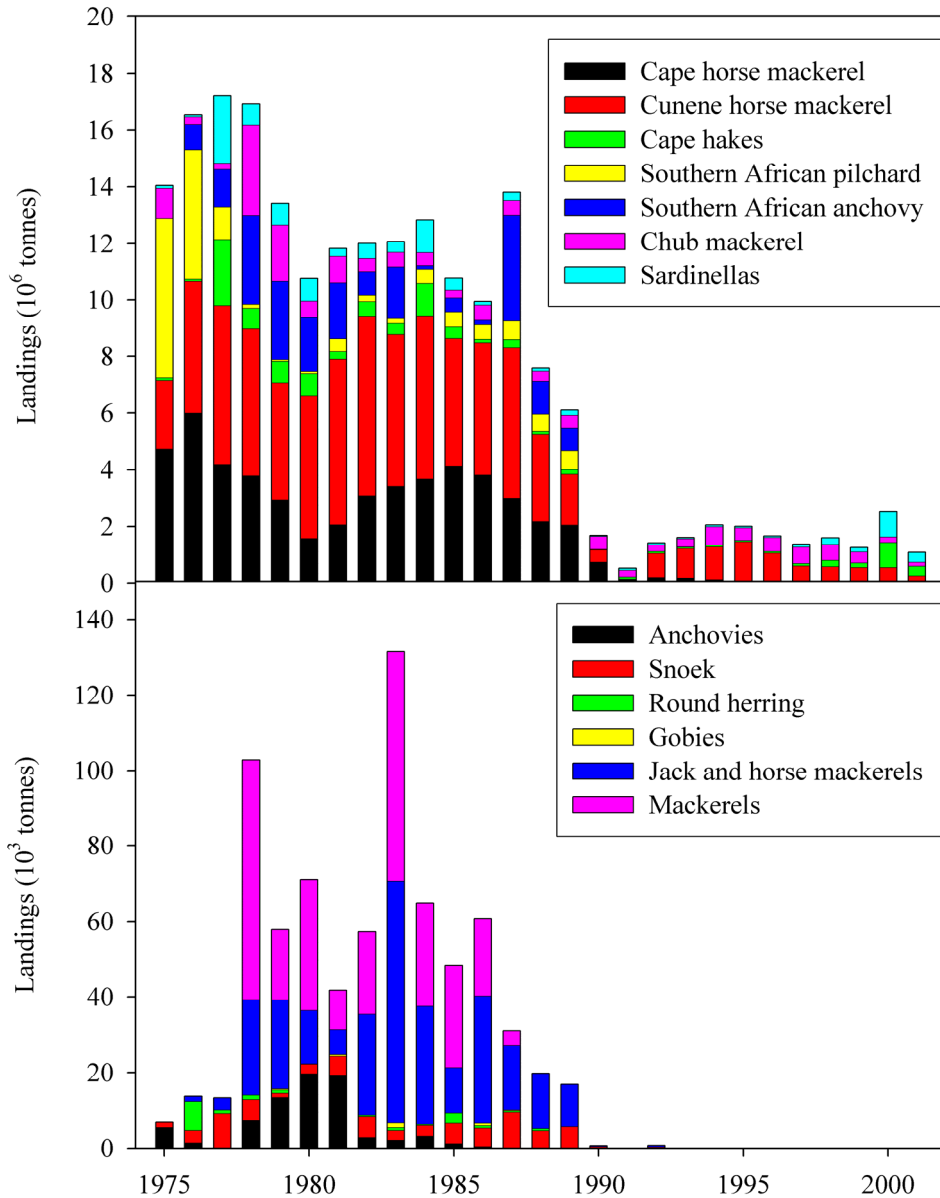 20
18
16
14
12
10
8
6
4
2
0
Landings (10⁶ tonnes)
Cape horse mackerel
Cunene horse mackerel
Cape hakes
Southern African pilchard
Southern African anchovy
Chub mackerel
Sardinellas
140
120
100
80
60
40
20
0
Landings (10³ tonnes)
Anchovies
Snoek
Round herring
Gobies
Jack and horse mackerels
Mackerels
1975 1980 1985 1990 1995 2000